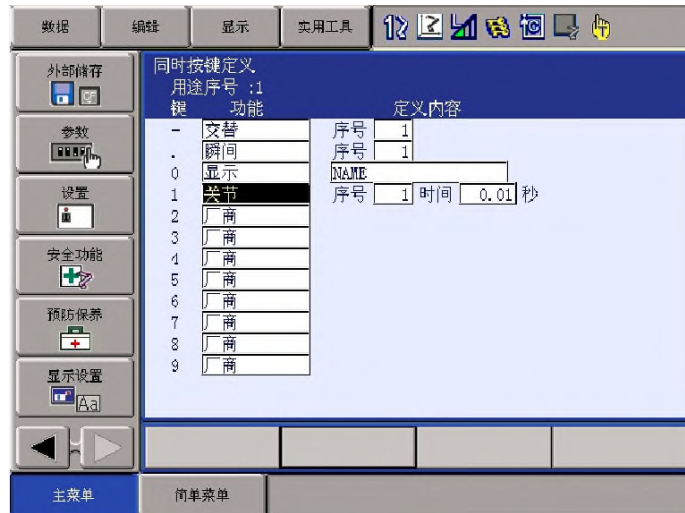 数据 编辑 显示 实用工具
外部储存
CF
参数
设置
安全功能
预防保养
显示设置
Aa
主菜单 简单菜单
同时按键定义
用途序号 :1
键 功能 定义内容
- 交替 序号 1
. 瞬间 序号 1
0 显示 NAME
1 关节 序号 1 时间 0.01 秒
2 厂商
3 厂商
4 厂商
5 厂商
6 厂商
7 厂商
8 厂商
9 厂商